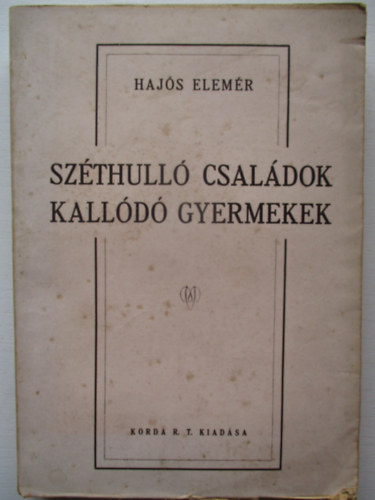 HAJÓS ELEMÉR
SZÉTHULLÓ CSALÁDOK
KALLÓDÓ GYERMEKEK
KORDA R. T. KIADÁSA